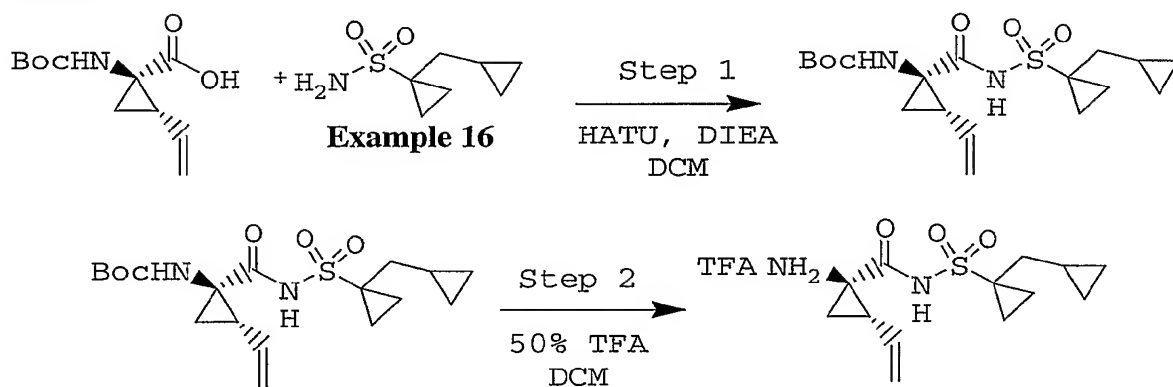 BocHN O OH + H2N O O S Step 1 BocHN O N H O O S
Example 16 HATU, DIEA
DCM
BocHN O N H O O S Step 2 TFA NH2 O N H O O S
50% TFA
DCM